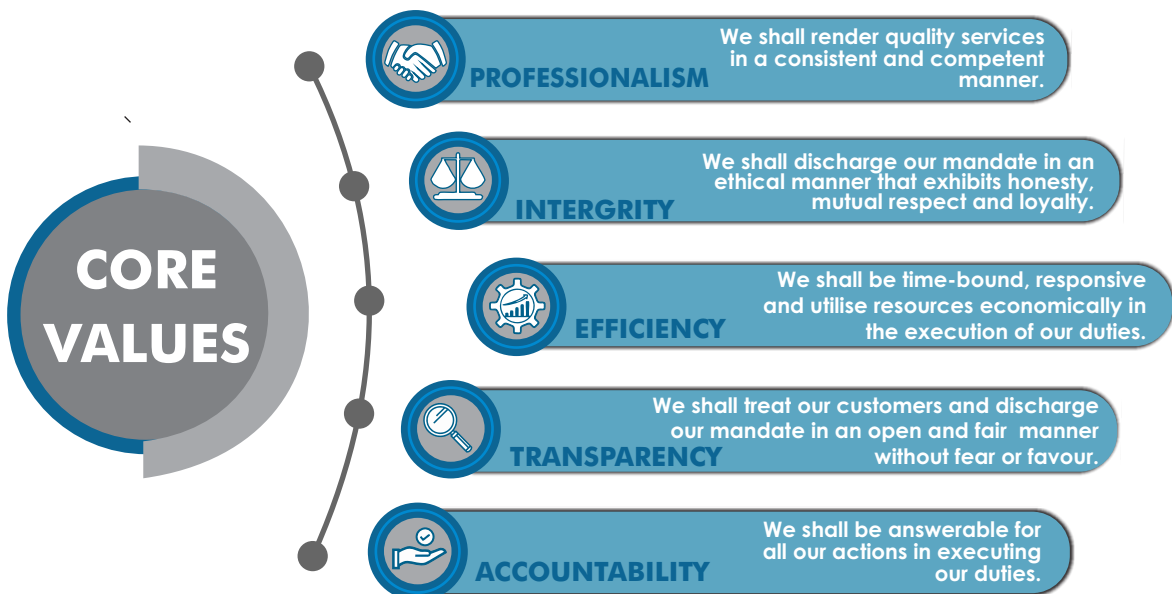 CORE
VALUES
PROFESSIONALISM
We shall render quality services
in a consistent and competent
manner.
INTERGRITY
We shall discharge our mandate in an
ethical manner that exhibits honesty,
mutual respect and loyalty.
EFFICIENCY
We shall be time-bound, responsive
and utilise resources economically in
the execution of our duties.
TRANSPARENCY
We shall treat our customers and discharge
our mandate in an open and fair  manner
without fear or favour.
ACCOUNTABILITY
We shall be answerable for
all our actions in executing
our duties.